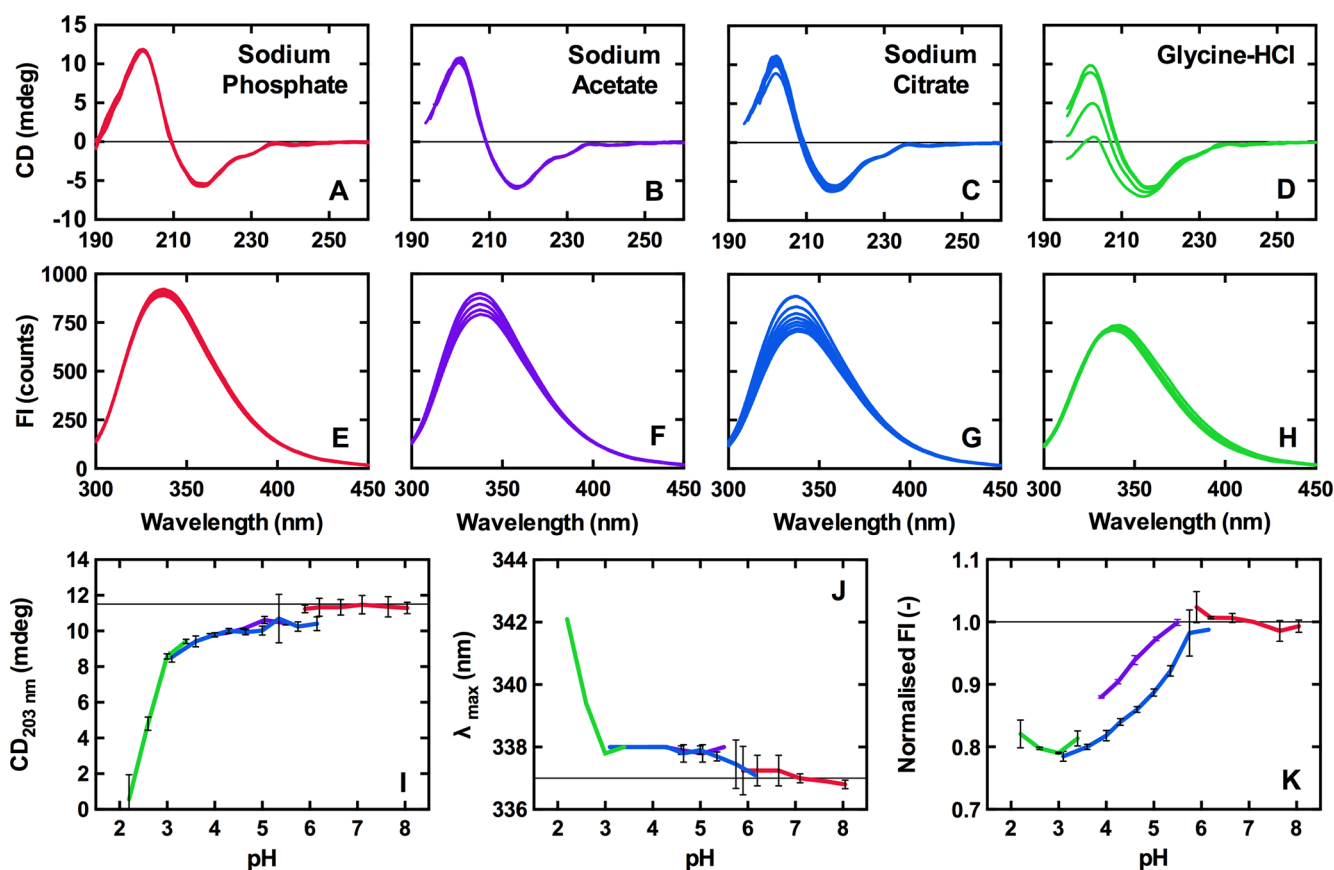 15
10
5
0
-5
-10
CD (mdeg)
Sodium
Phosphate
A
190 210 230 250
Sodium
Acetate
B
190 210 230 250
Sodium
Citrate
C
190 210 230 250
Glycine-HCl
D
190 210 230 250
1000
750
500
250
0
FI (counts)
E
300 350 400 450
Wavelength (nm)
F
300 350 400 450
Wavelength (nm)
G
300 350 400 450
Wavelength (nm)
H
300 350 400 450
Wavelength (nm)
14
12
10
8
6
4
2
0
CD203 nm (mdeg)
I
2 3 4 5 6 7 8
pH
344
342
340
338
336
λ max (nm)
J
2 3 4 5 6 7 8
pH
1.1
1.0
0.9
0.8
0.7
Normalised FI (-)
K
2 3 4 5 6 7 8
pH